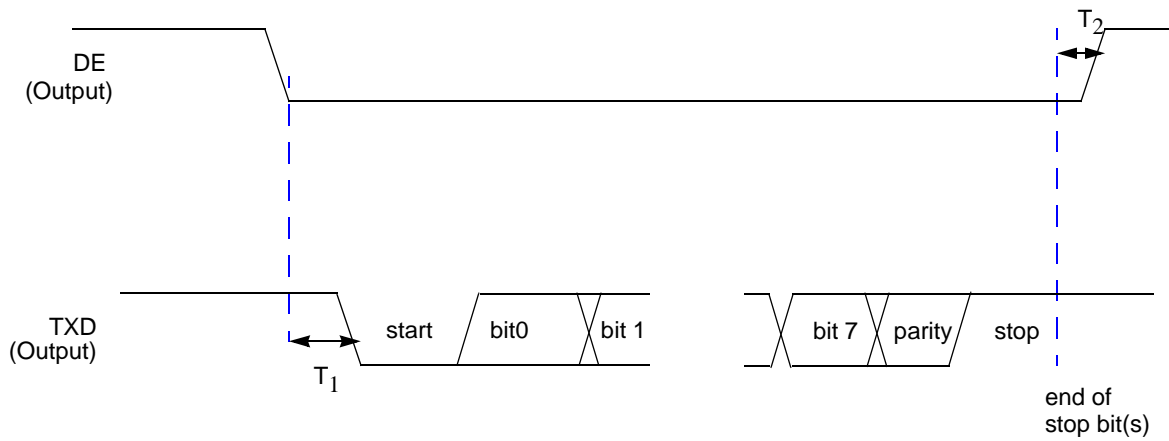 T2
DE
(Output)
TXD
(Output)
start
bit0
bit 1
bit 7
parity
stop
T1
end of
stop bit(s)